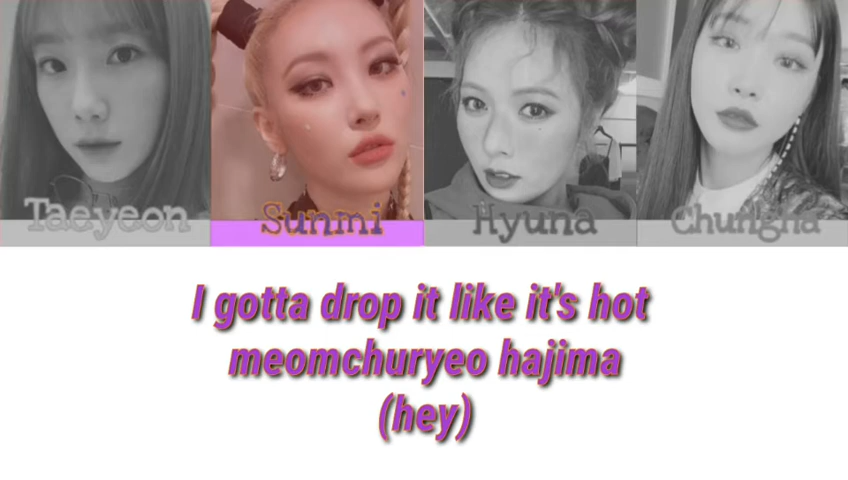 Taeyeon Sunmi Hyuna Chungha
I gotta drop it like it's hot
meomchuryeo hajima
(hey)